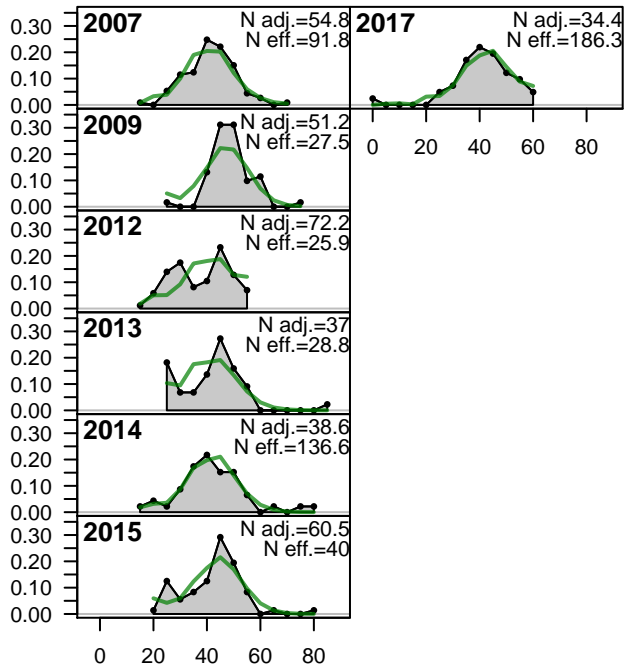 2007
N adj.=54.8
N eff.=91.8
0.30
0.20
0.10
0.00
2009
N adj.=51.2
N eff.=27.5
0.30
0.20
0.10
0.00
2012
N adj.=72.2
N eff.=25.9
0.30
0.20
0.10
0.00
2013
N adj.=37
N eff.=28.8
0.30
0.20
0.10
0.00
2014
N adj.=38.6
N eff.=136.6
0.30
0.20
0.10
0.00
2015
N adj.=60.5
N eff.=40
0.30
0.20
0.10
0.00
0 20 40 60 80
2017
N adj.=34.4
N eff.=186.3
0 20 40 60 80